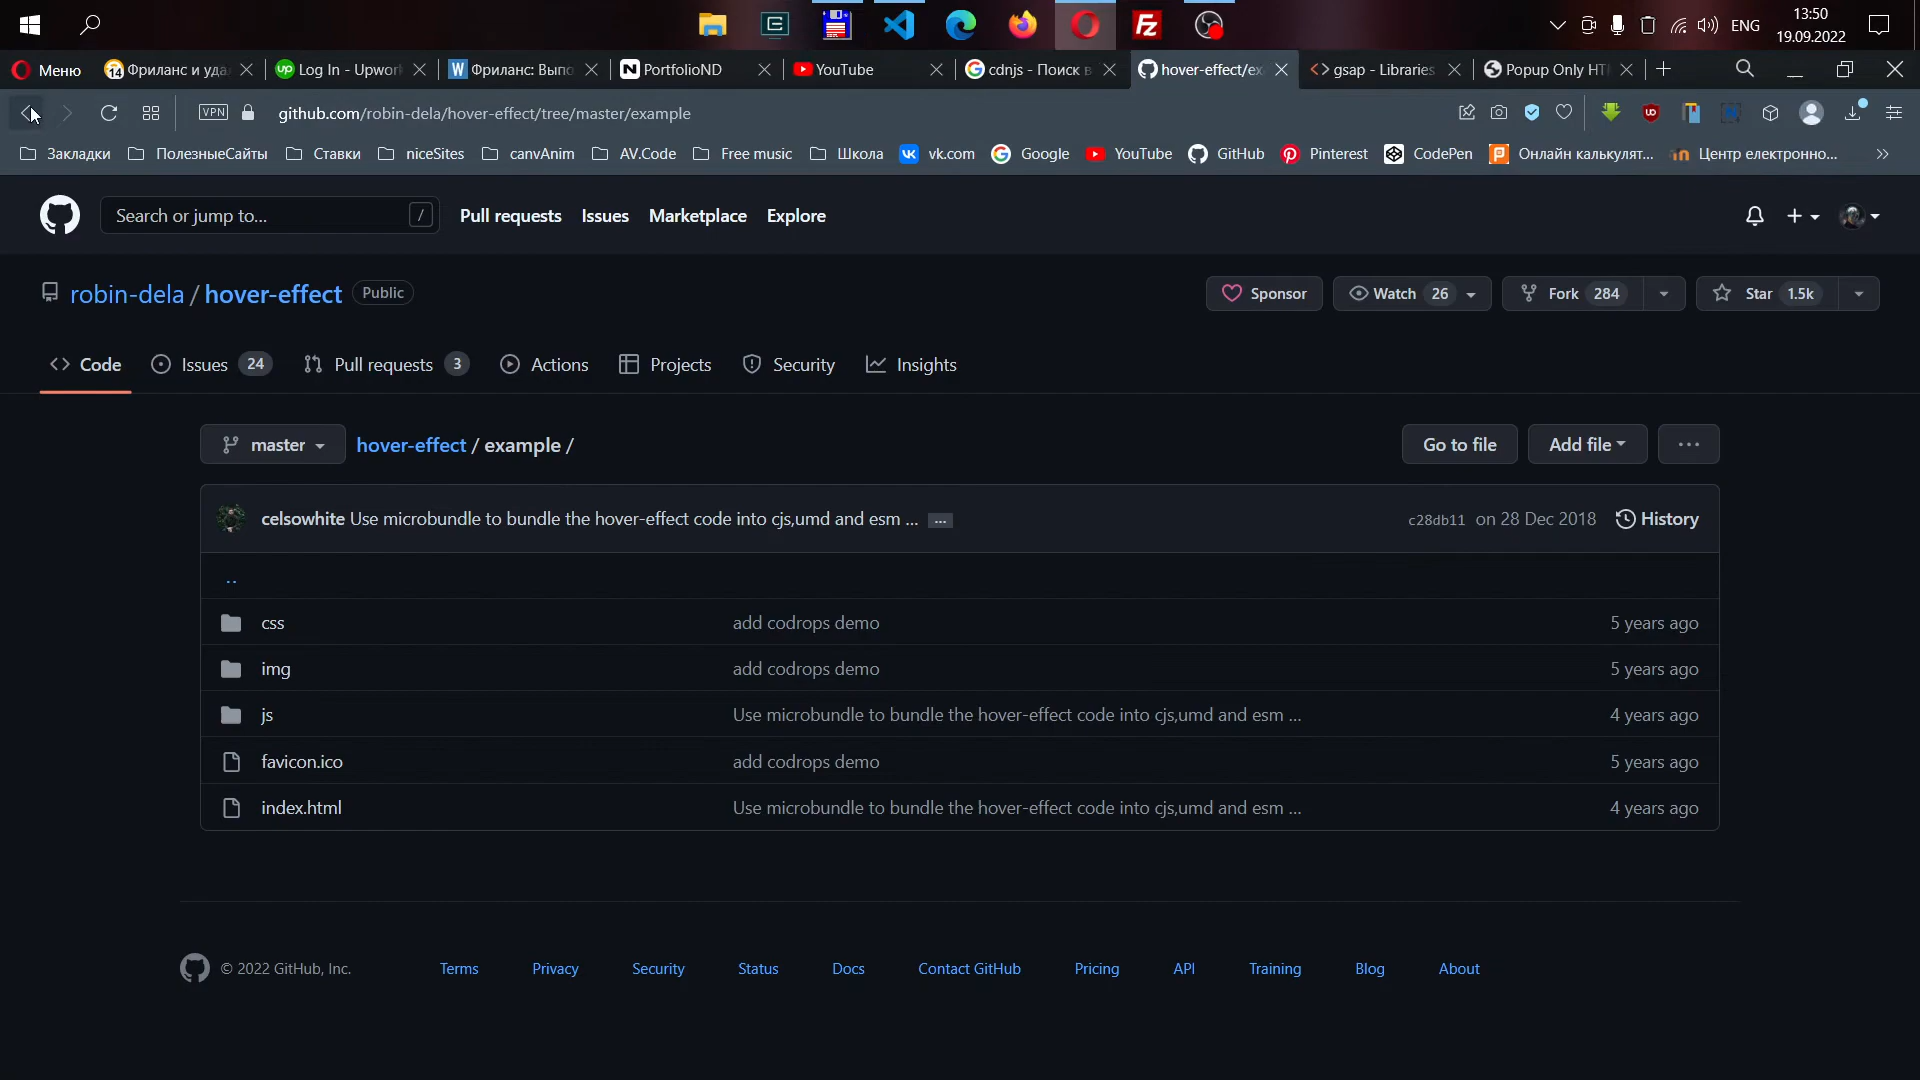 ENG
13:50
19.09.2022
Меню
14
Фриланс и уда
Log In - Upwor
Фриланс: Выпо
PortfolioND
YouTube
cdnjs - Поиск в
hover-effect/ex
gsap - Libraries
Popup Only HT
VPN
github.com/robin-dela/hover-effect/tree/master/example
Закладки
ПолезныеСайты
Ставки
niceSites
canvAnim
AV.Code
Free music
Школа
vk.com
Google
YouTube
GitHub
Pinterest
CodePen
Онлайн калькулят...
Центр електронно...
Search or jump to...
/
Pull requests
Issues
Marketplace
Explore
robin-dela / hover-effect
Public
Sponsor
Watch 26
Fork 284
Star 1.5k
Code
Issues 24
Pull requests 3
Actions
Projects
Security
Insights
master
hover-effect / example /
Go to file
Add file
...
celsowhite Use microbundle to bundle the hover-effect code into cjs,umd and esm ...
...
c28db11 on 28 Dec 2018
History
..
css add codrops demo 5 years ago
img add codrops demo 5 years ago
js Use microbundle to bundle the hover-effect code into cjs,umd and esm ... 4 years ago
favicon.ico add codrops demo 5 years ago
index.html Use microbundle to bundle the hover-effect code into cjs,umd and esm ... 4 years ago
© 2022 GitHub, Inc.
Terms
Privacy
Security
Status
Docs
Contact GitHub
Pricing
API
Training
Blog
About